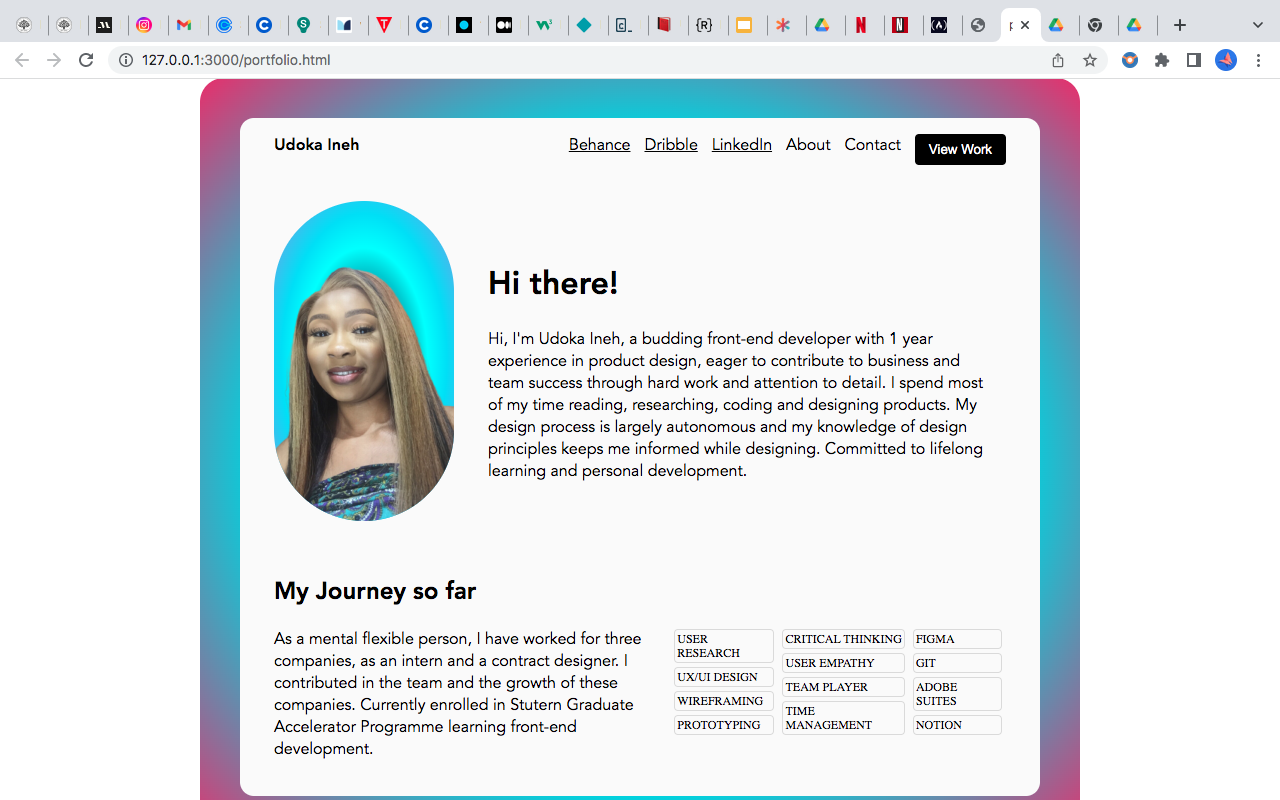 127.0.0.1:3000/portfolio.html
Udoka Ineh
Behance Dribble LinkedIn About Contact View Work
Hi there!
Hi, I'm Udoka Ineh, a budding front-end developer with 1 year
experience in product design, eager to contribute to business and
team success through hard work and attention to detail. I spend most
of my time reading, researching, coding and designing products. My
design process is largely autonomous and my knowledge of design
principles keeps me informed while designing. Committed to lifelong
learning and personal development.
My Journey so far
As a mental flexible person, I have worked for three
companies, as an intern and a contract designer. I
contributed in the team and the growth of these
companies. Currently enrolled in Stutern Graduate
Accelerator Programme learning front-end
development.
USER
RESEARCH
UX/UI DESIGN
WIREFRAMING
PROTOTYPING
CRITICAL THINKING
USER EMPATHY
TEAM PLAYER
TIME
MANAGEMENT
FIGMA
GIT
ADOBE
SUITES
NOTION